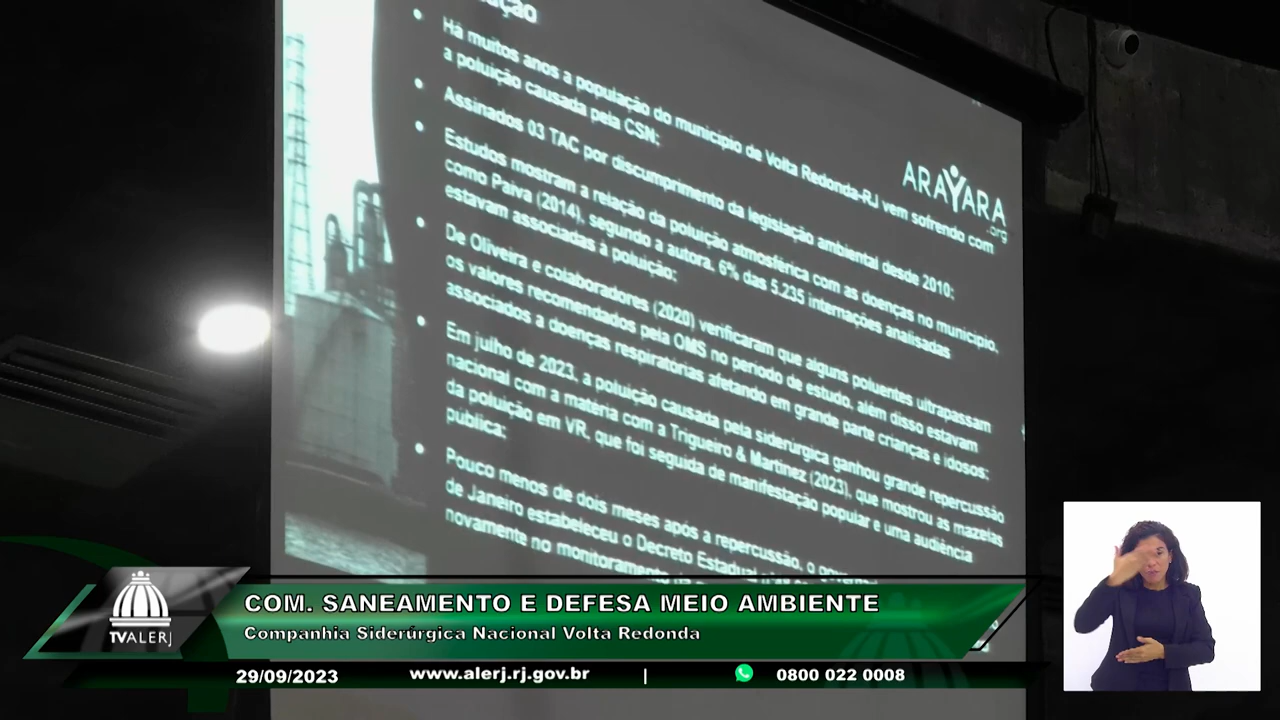 ução
Há muitos anos a população do município de Volta Redonda-RJ vem sofrendo com
a poluição causada pela CSN;
Assinados 03 TAC por discumprimento da legislação ambiental desde 2010;
Estudos mostram a relação da poluição atmosférica com as doenças no município,
como Paiva (2014), segundo a autora, 6% das 5.235 internações analisadas
estavam associadas à poluição;
De Oliveira e colaboradores (2020) verificaram que alguns poluentes ultrapassam
os valores recomendados pela OMS no período de estudo, além disso estavam
associados a doenças respiratórias afetando em grande parte crianças e idosos;
Em julho de 2023, a poluição causada pela siderúrgica ganhou grande repercussão
nacional com a matéria com a Trigueiro & Martinez (2023), que mostrou as mazelas
da poluição em VR, que foi seguida de manifestação popular e uma audiência
pública;
Pouco menos de dois meses após a repercussão, o
de Janeiro estabeleceu o Decreto Estadual
novamente no monitoramento
ARAYARA
.org
COM. SANEAMENTO E DEFESA MEIO AMBIENTE
Companhia Siderúrgica Nacional Volta Redonda
TVALERJ
29/09/2023 www.alerj.rj.gov.br | 0800 022 0008